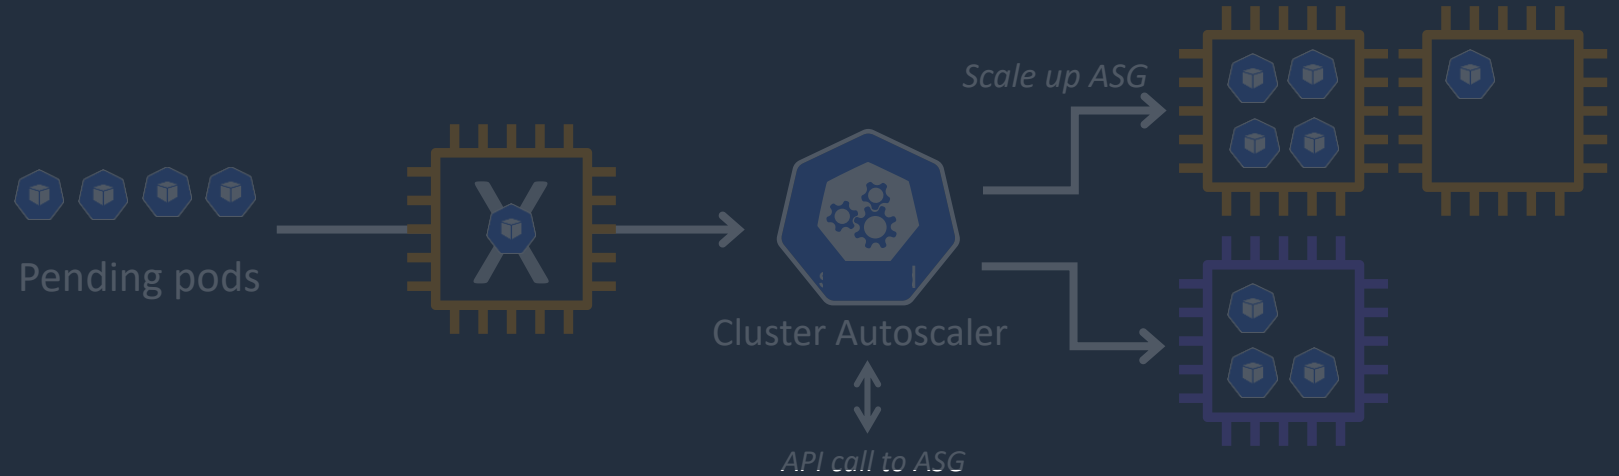 Scale up ASG
Pending pods
Cluster Autoscaler
API call to ASG